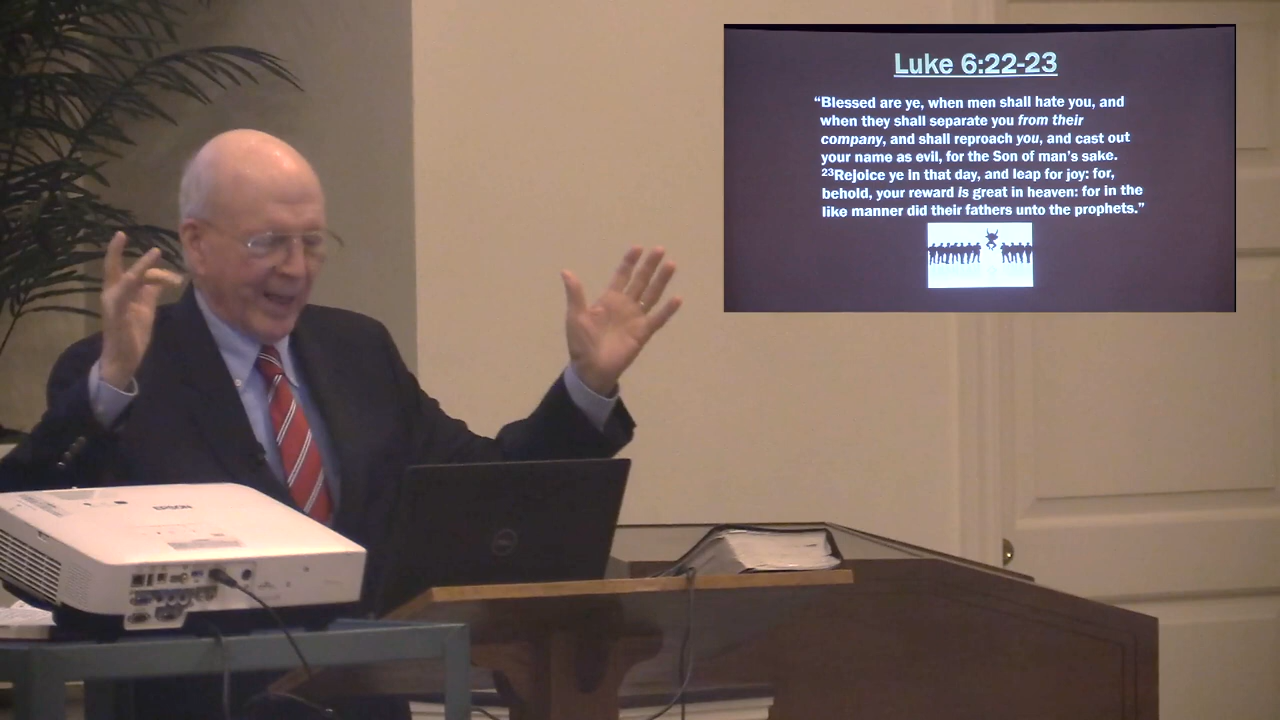 Luke 6:22-23
“Blessed are ye, when men shall hate you, and
when they shall separate you from their
company, and shall reproach you, and cast out
your name as evil, for the Son of man's sake.
23Rejoice ye in that day, and leap for joy: for,
behold, your reward is great in heaven: for in the
like manner did their fathers unto the prophets.”
EPSON
DELL